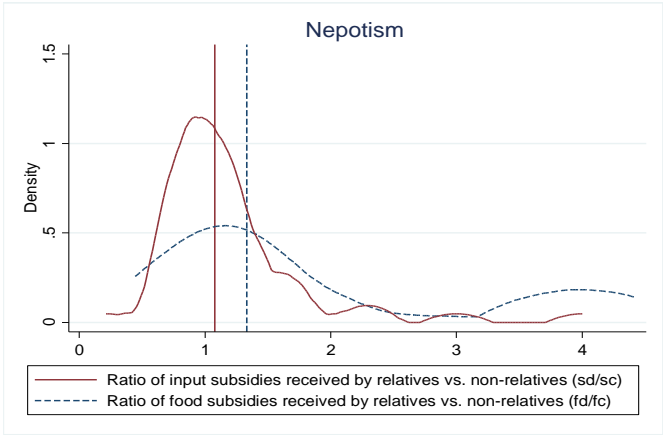 Nepotism
Density
1.5
1
.5
0
0 1 2 3 4
Ratio of input subsidies received by relatives vs. non-relatives (sd/sc)
Ratio of food subsidies received by relatives vs. non-relatives (fd/fc)